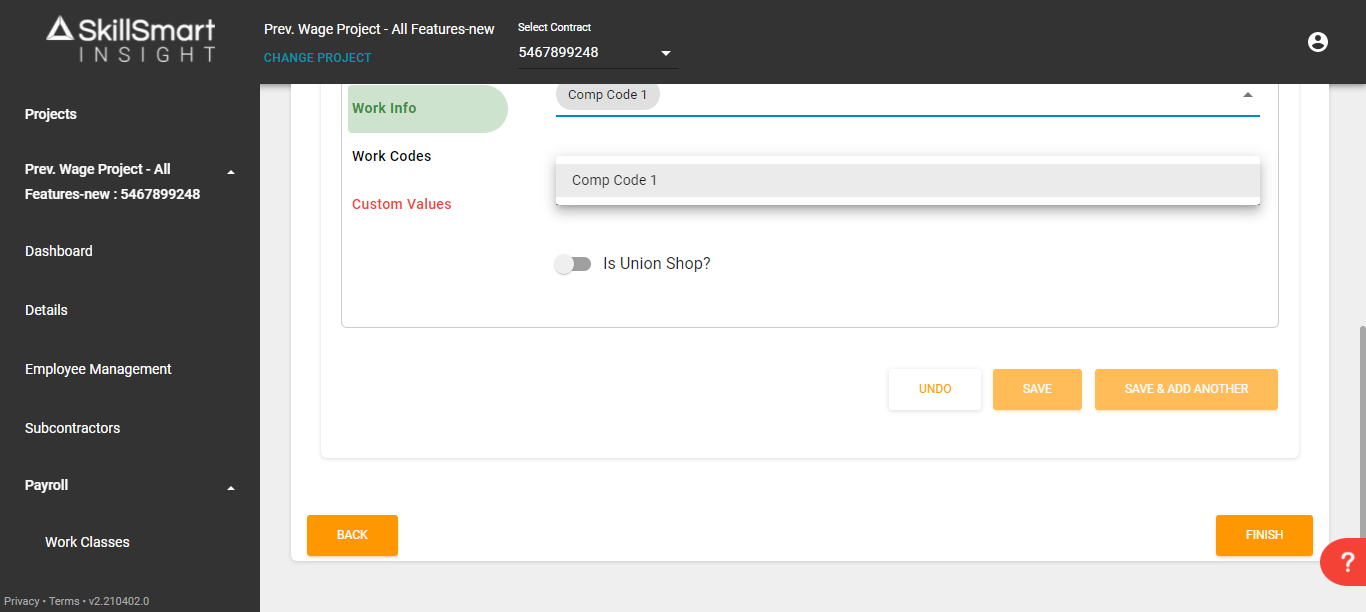 SkillSmart
INSIGHT
Prev. Wage Project - All Features-new
CHANGE PROJECT
Select Contract
5467899248
Projects
Prev. Wage Project - All
Features-new : 5467899248
Dashboard
Details
Employee Management
Subcontractors
Payroll
Work Classes
Privacy • Terms • v2.210402.0
Work Info
Work Codes
Custom Values
Comp Code 1
Comp Code 1
Is Union Shop?
UNDO
SAVE
SAVE & ADD ANOTHER
BACK
FINISH
?